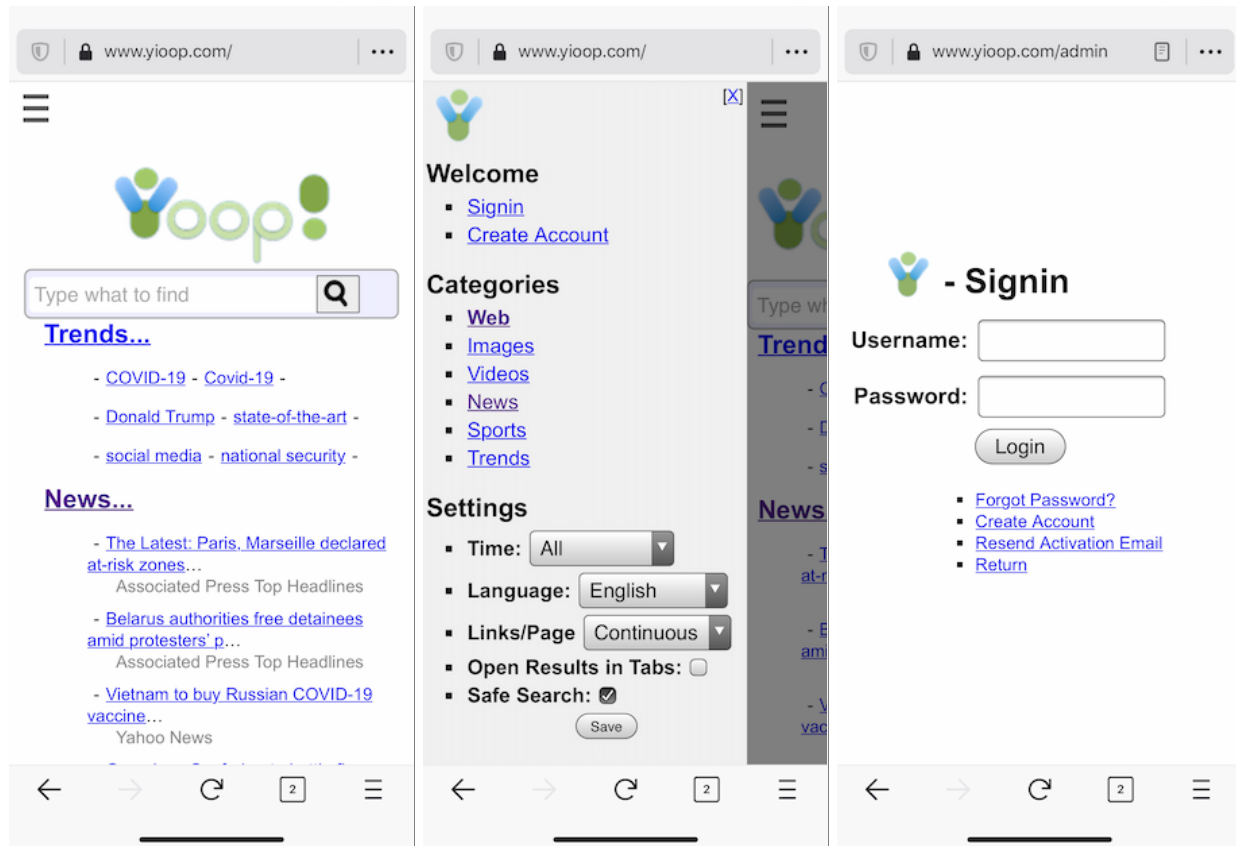 www.yioop.com/
Yioop!
Type what to find
Trends...
- COVID-19 - Covid-19 -
- Donald Trump - state-of-the-art -
- social media - national security -
News...
- The Latest: Paris, Marseille declared
at-risk zones...
Associated Press Top Headlines
- Belarus authorities free detainees
amid protesters' p...
Associated Press Top Headlines
- Vietnam to buy Russian COVID-19
vaccine...
Yahoo News
2
www.yioop.com/
[X]
Welcome
Signin
Create Account
Categories
Web
Images
Videos
News
Sports
Trends
Settings
Time: All
Language: English
Links/Page Continuous
Open Results in Tabs:
Safe Search:
Save
Type wh
Trend
News
at-r
ami
vac
2
www.yioop.com/admin
- Signin
Username:
Password:
Login
Forgot Password?
Create Account
Resend Activation Email
Return
2